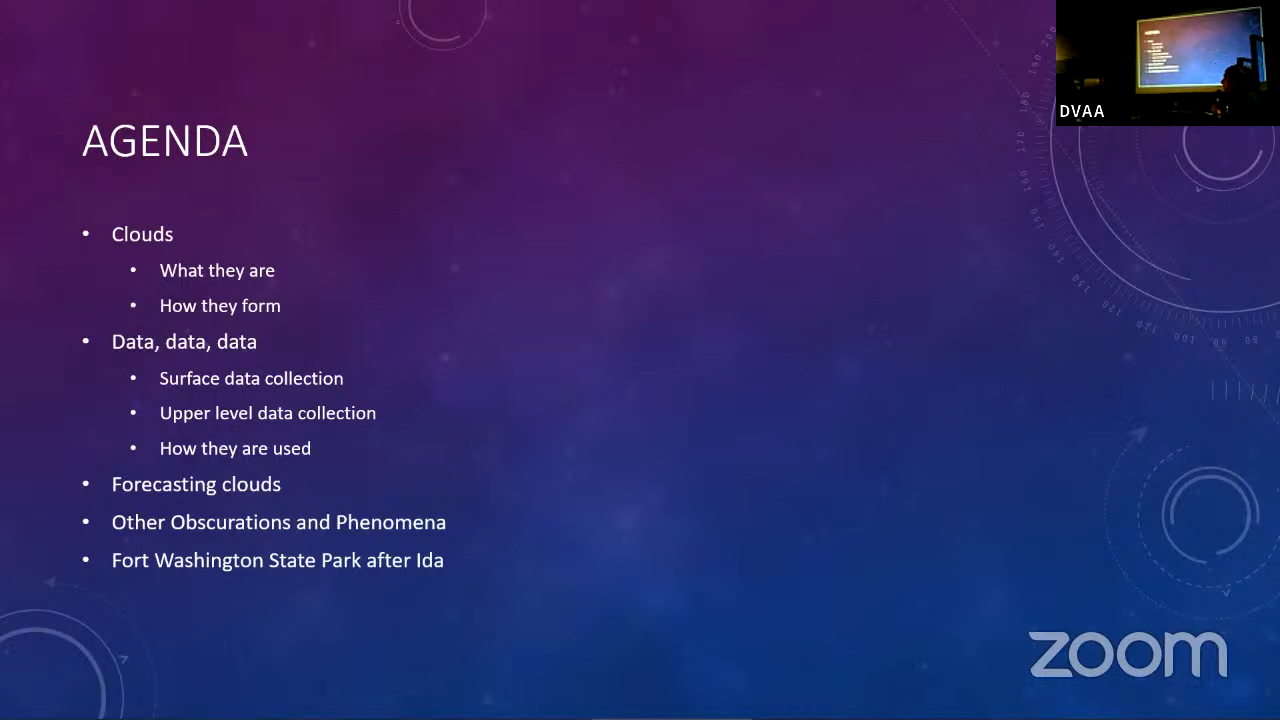 DVAA
AGENDA
• Clouds
• What they are
• How they form
• Data, data, data
• Surface data collection
• Upper level data collection
• How they are used
• Forecasting clouds
• Other Obscurations and Phenomena
• Fort Washington State Park after Ida
zoom